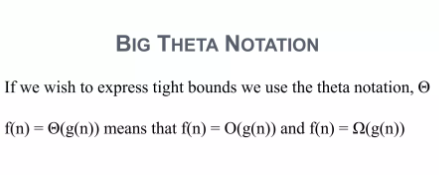 BIG THETA NOTATION
If we wish to express tight bounds we use the theta notation, Θ
f(n) = Θ(g(n)) means that f(n) = O(g(n)) and f(n) = Ω(g(n))